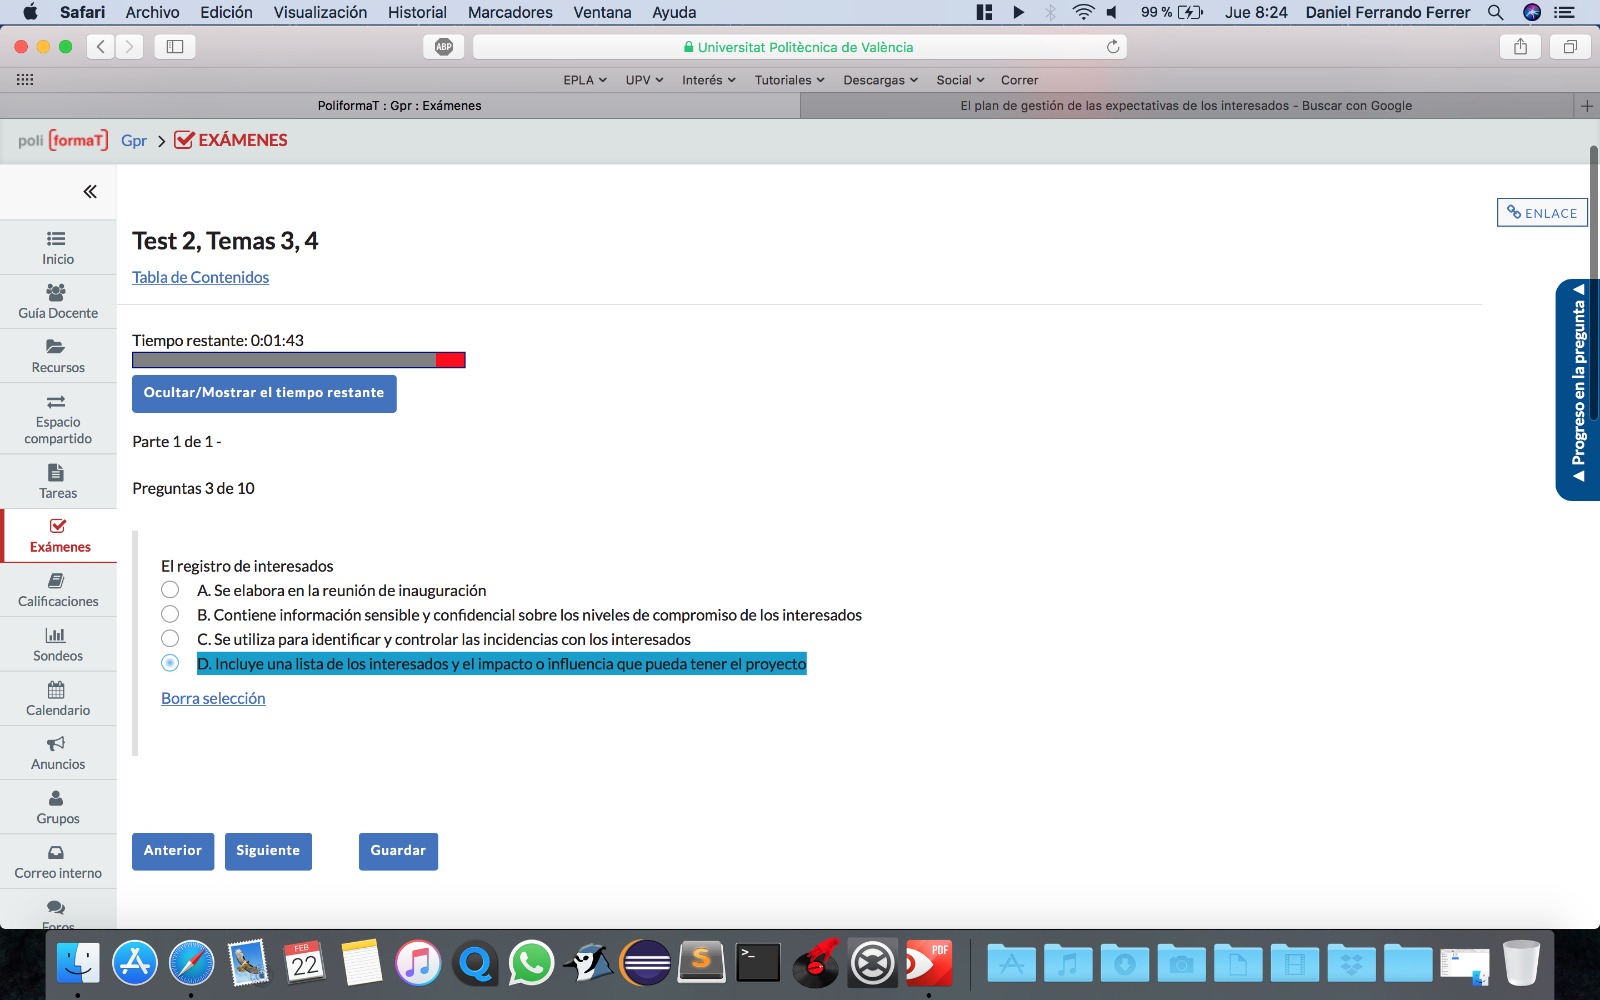 Safari Archivo Edición Visualización Historial Marcadores Ventana Ayuda 99 % Jue 8:24 Daniel Ferrando Ferrer
ABP Universitat Politècnica de València
EPLA UPV Interés Tutoriales Descargas Social Correr
PoliformaT : Gpr : Exámenes El plan de gestión de las expectativas de los interesados - Buscar con Google
poli [formaT] Gpr > EXÁMENES
ENLACE
Test 2, Temas 3, 4
Tabla de Contenidos
Tiempo restante: 0:01:43
Ocultar/Mostrar el tiempo restante
Parte 1 de 1 -
Preguntas 3 de 10
El registro de interesados
A. Se elabora en la reunión de inauguración
B. Contiene información sensible y confidencial sobre los niveles de compromiso de los interesados
C. Se utiliza para identificar y controlar las incidencias con los interesados
D. Incluye una lista de los interesados y el impacto o influencia que pueda tener el proyecto
Borra selección
Anterior Siguiente Guardar
Progreso en la pregunta
Inicio
Guía Docente
Recursos
Espacio
compartido
Tareas
Exámenes
Calificaciones
Sondeos
Calendario
Anuncios
Grupos
Correo interno
Foros
FEB
22
S
>_
PDF